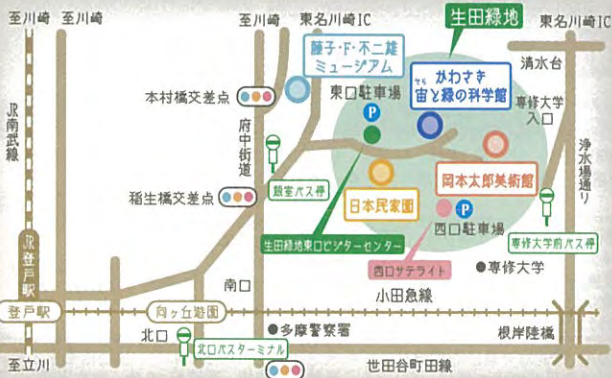 至川崎
至川崎
至川崎
東名川崎IC
生田緑地
東名川崎IC
藤子・F・不二雄
ミュージアム
そら
かわさき
宙と緑の科学館
清水台
東口駐車場
P
本村橋交差点
専修大学
入口
JR南武線
府中街道
浄水場通り
飯室バス停
岡本太郎美術館
稲生橋交差点
日本民家園
P
西口駐車場
生田緑地東口ビジターセンター
専修大学前バス停
JR登戸駅
西口サテライト
●専修大学
南口
小田急線
登戸駅
向ヶ丘遊園
北口
●多摩警察署
根岸陸橋
北口バスターミナル
至立川
世田谷町田線